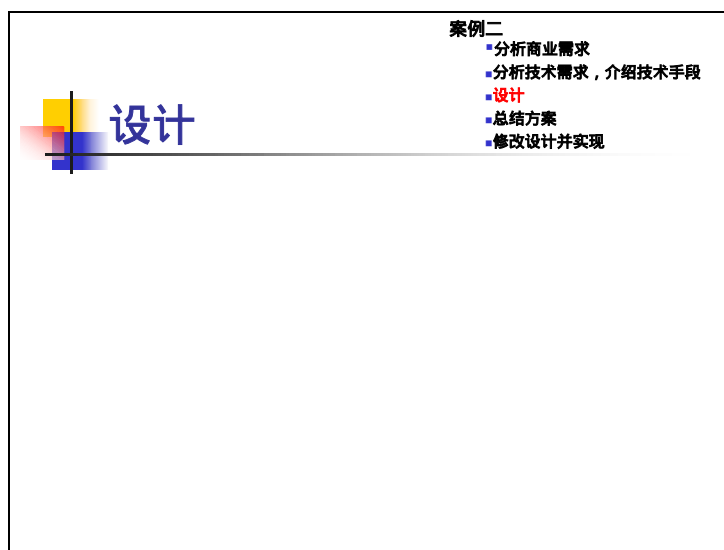 案例二
分析商业需求
分析技术需求，介绍技术手段
设计
总结方案
修改设计并实现
设计